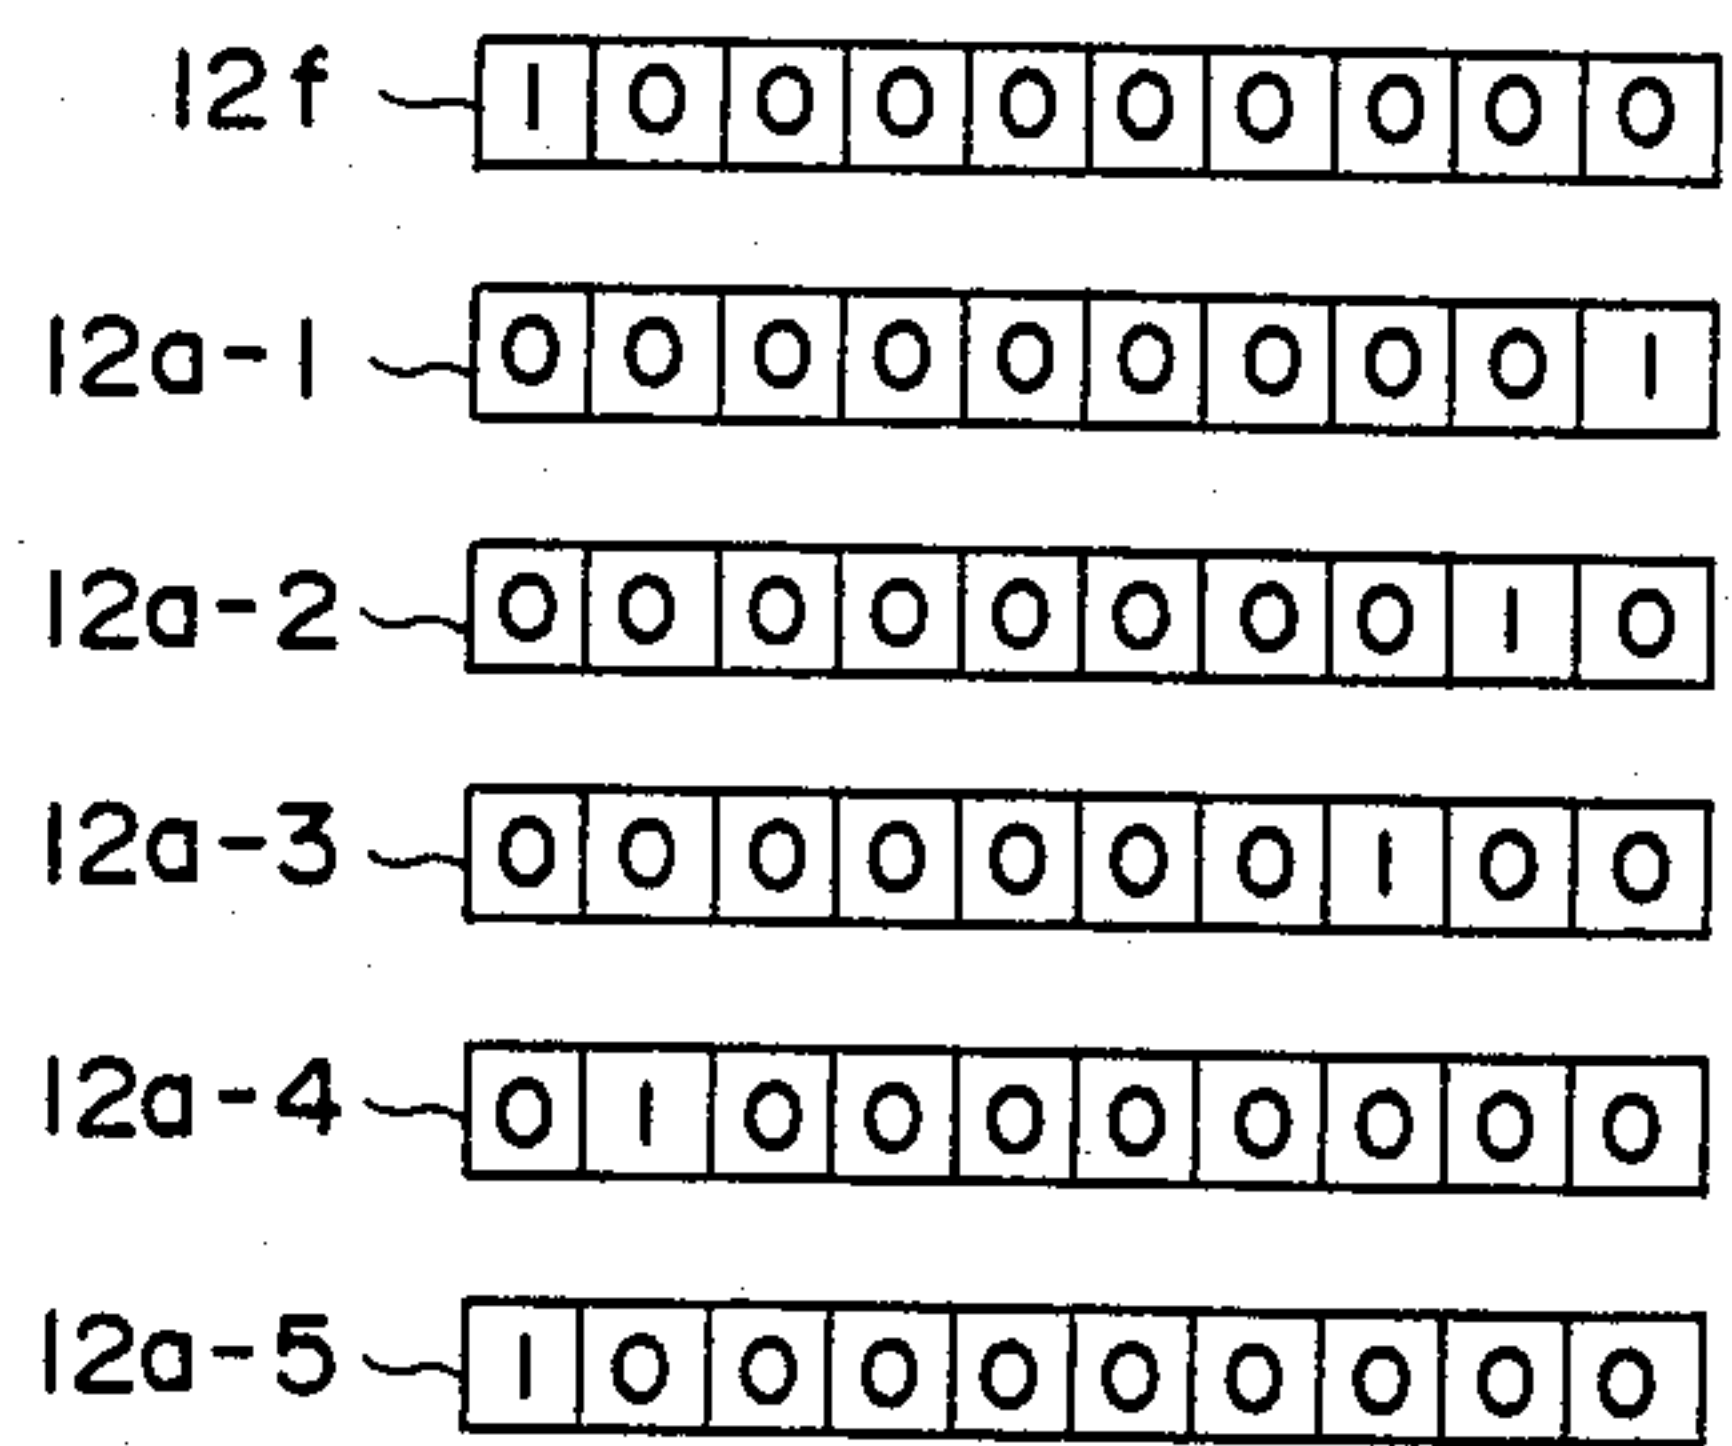 12f 1 0 0 0 0 0 0 0 0 0
12a-1 0 0 0 0 0 0 0 0 0 1
12a-2 0 0 0 0 0 0 0 0 1 0
12a-3 0 0 0 0 0 0 0 1 0 0
12a-4 0 1 0 0 0 0 0 0 0 0
12a-5 1 0 0 0 0 0 0 0 0 0